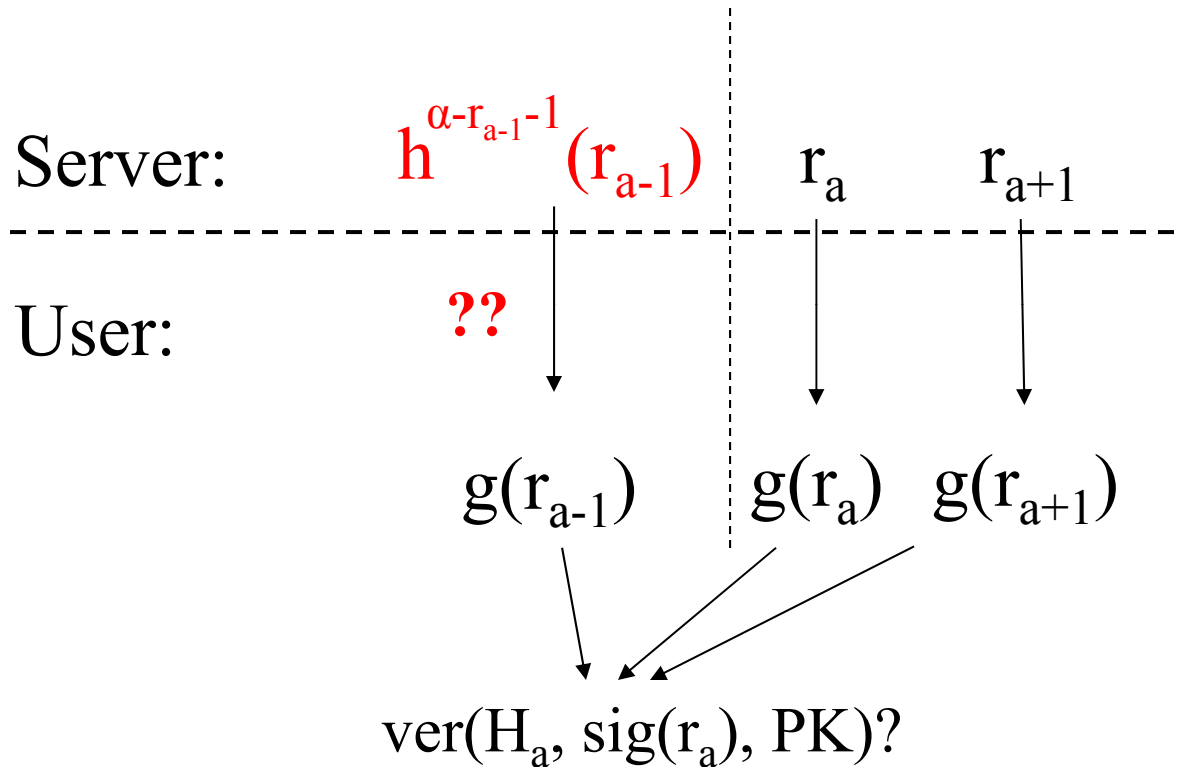 Server: h^{α-r_{a-1}-1}(r_{a-1}) r_a r_{a+1}
User: ??
g(r_{a-1}) g(r_a) g(r_{a+1})
ver(H_a, sig(r_a), PK)?